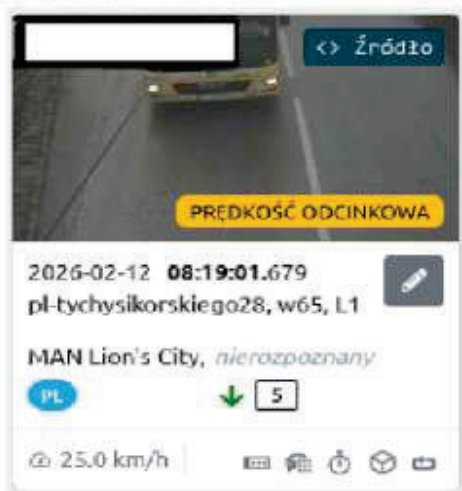 <> Źródło
PRĘDKOŚĆ ODCINKOWA
2026-02-12 08:19:01.679
pl-tychysikorskiego28, w65, L1
MAN Lion's City, nierozpoznany
PL
5
25.0 km/h